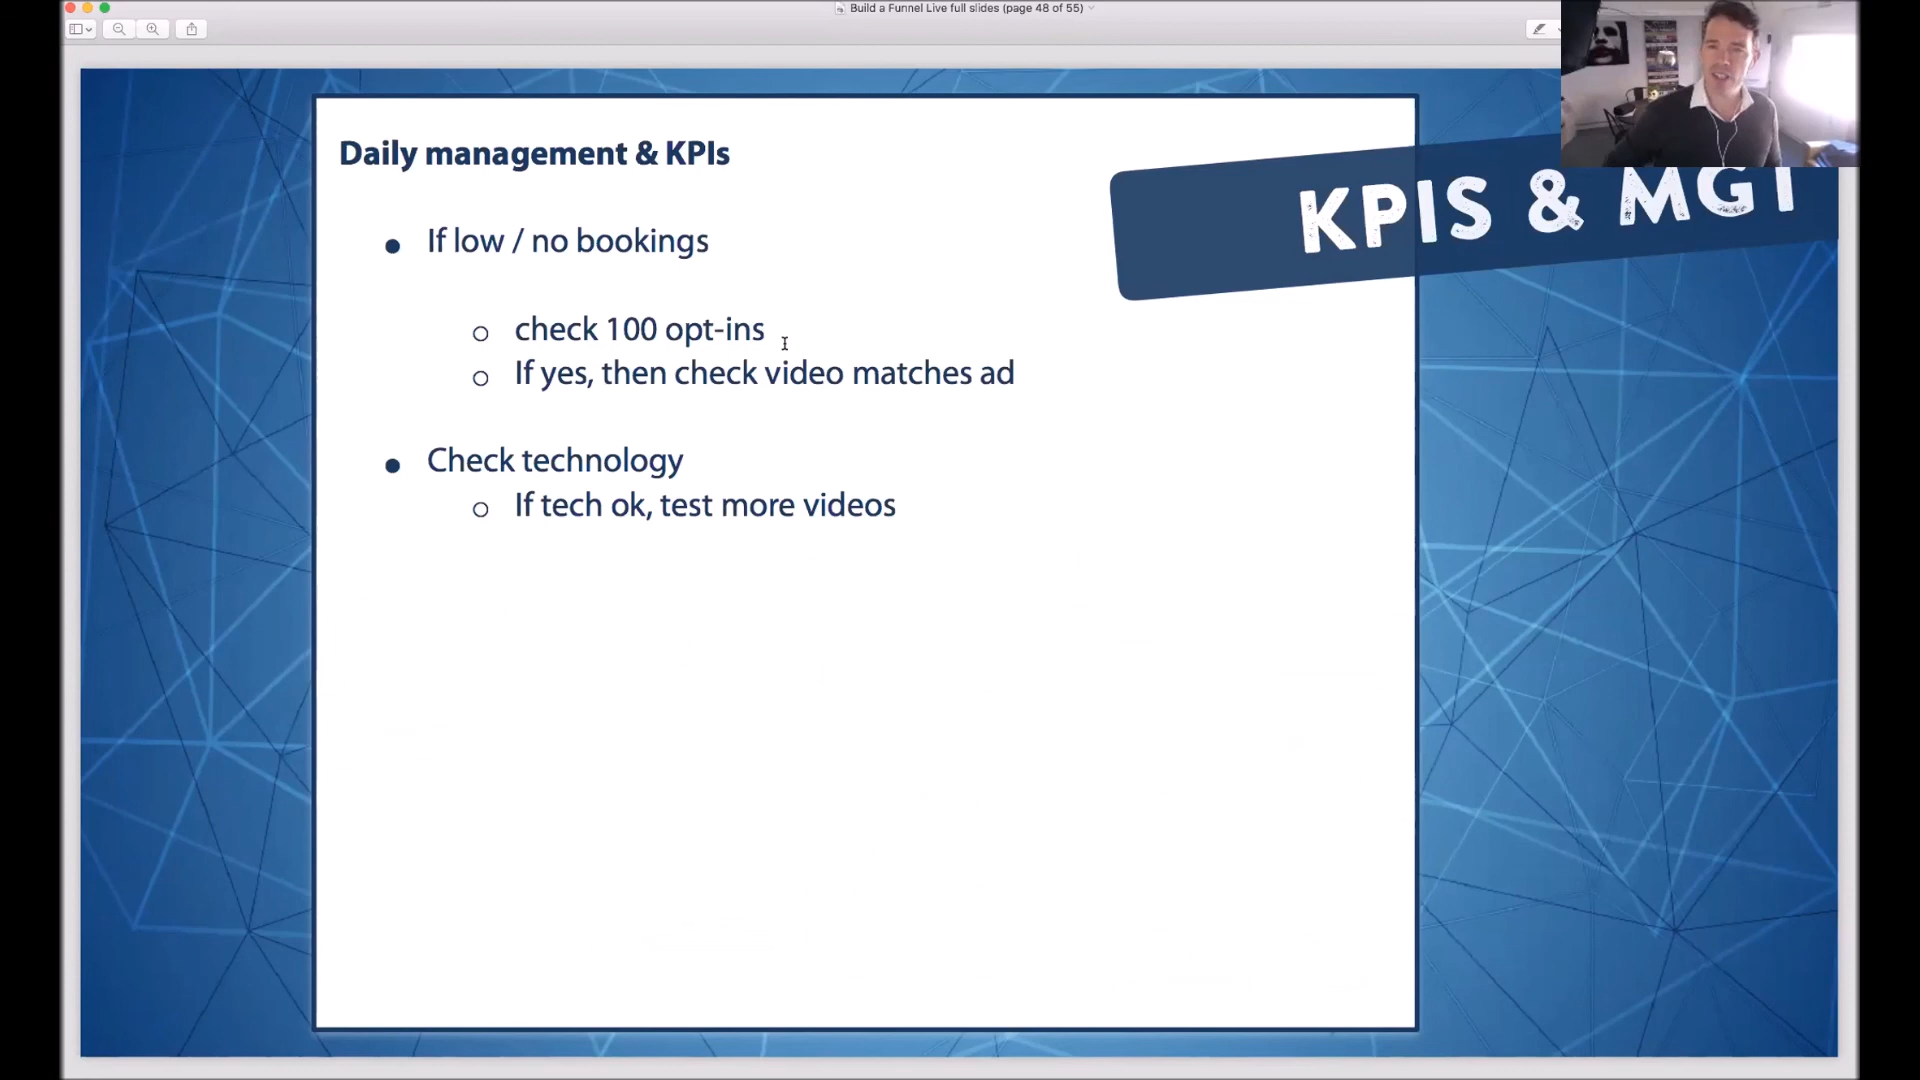 Build a Funnel Live full slides (page 48 of 55)
KPIS & MGT
Daily management & KPIs
● If low / no bookings
○ check 100 opt-ins
○ If yes, then check video matches ad
● Check technology
○ If tech ok, test more videos